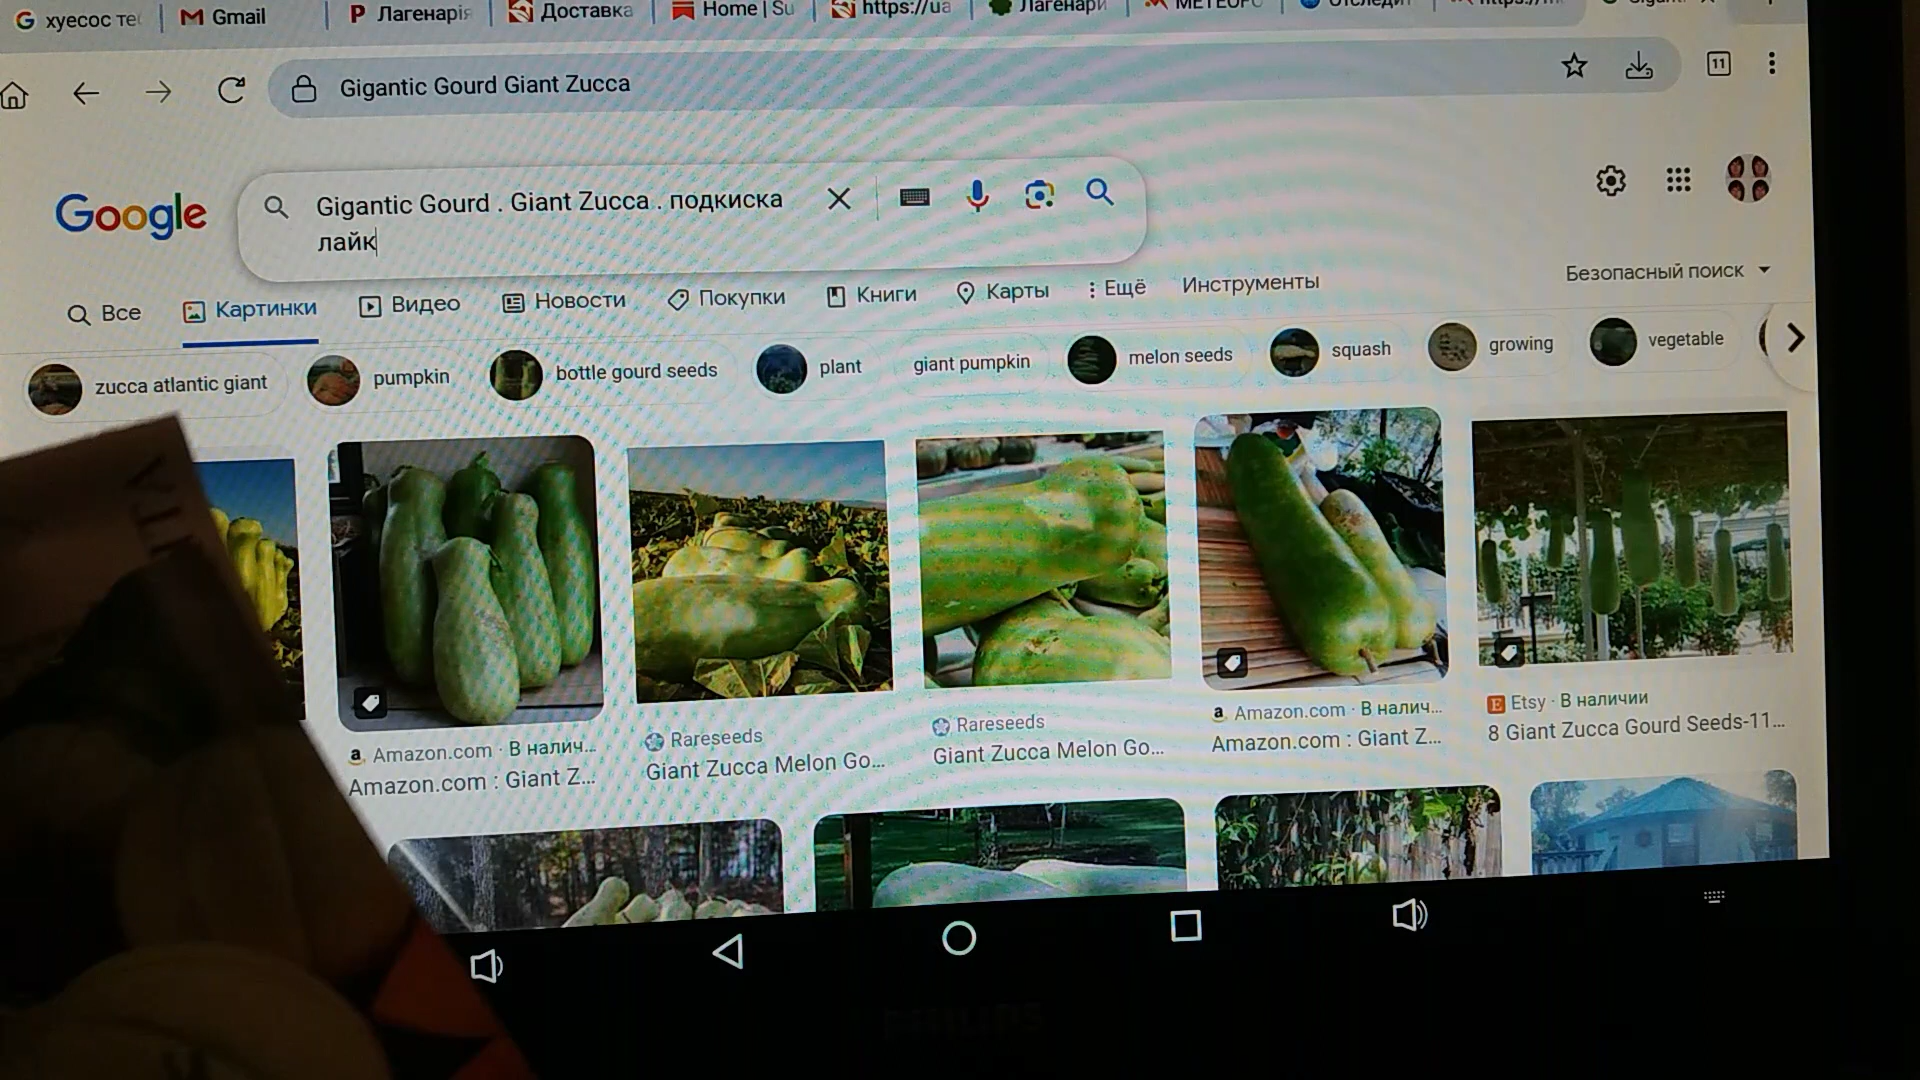 хуесос те
Gmail
Лагенарія
Доставка
Home | Su
https://ua
Лагенари
Gigantic Gourd Giant Zucca
11
Google
Gigantic Gourd . Giant Zucca . подкиска
лайк
Безопасный поиск
Все
Картинки
Видео
Новости
Покупки
Книги
Карты
Ещё
Инструменты
zucca atlantic giant
pumpkin
bottle gourd seeds
plant
giant pumpkin
melon seeds
squash
growing
vegetable
Amazon.com · В налич...
Amazon.com : Giant Z...
Rareseeds
Giant Zucca Melon Go...
Rareseeds
Giant Zucca Melon Go...
Amazon.com · В налич...
Amazon.com : Giant Z...
Etsy · В наличии
8 Giant Zucca Gourd Seeds-11...
PHILIPS